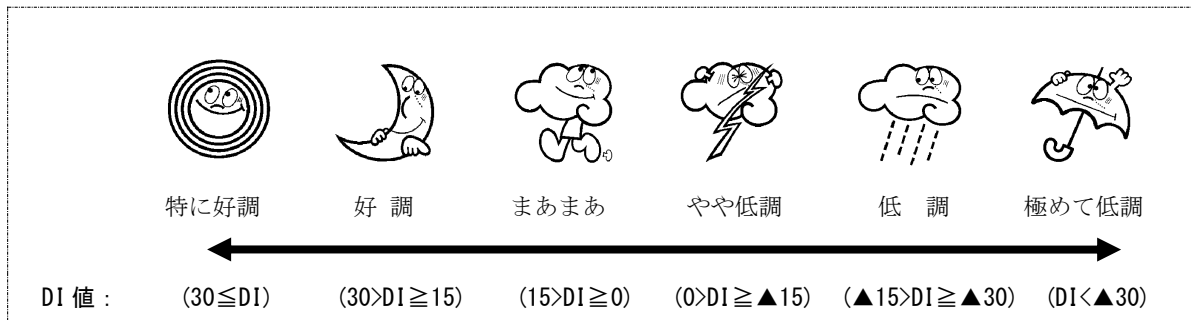 特に好調 好 調 まあまあ やや低調 低 調 極めて低調
DI 値： (30≦DI) (30>DI≧15) (15>DI≧0) (0>DI≧▲15) (▲15>DI≧▲30) (DI<▲30)